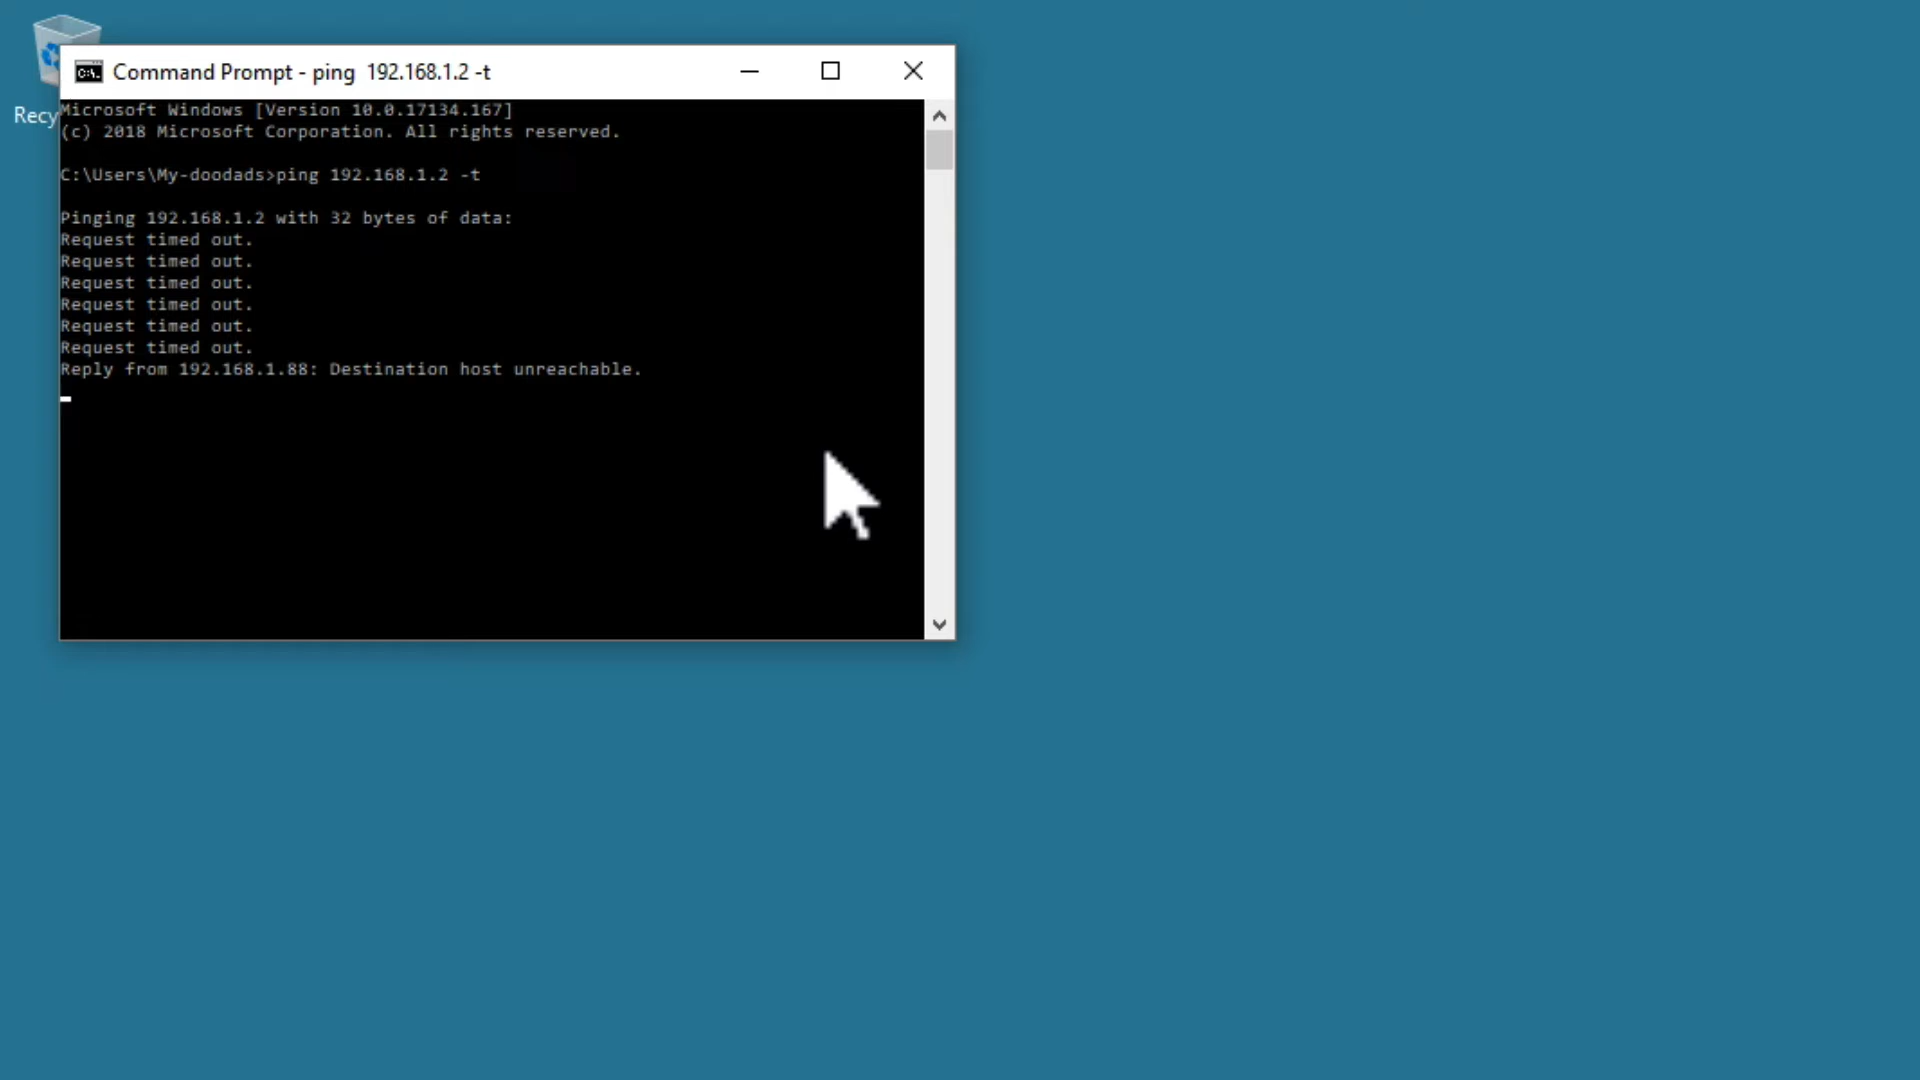 Command Prompt - ping  192.168.1.2 -t
Recy
Microsoft Windows [Version 10.0.17134.167]
(c) 2018 Microsoft Corporation. All rights reserved.
C:\Users\My-doodads>ping 192.168.1.2 -t
Pinging 192.168.1.2 with 32 bytes of data:
Request timed out.
Request timed out.
Request timed out.
Request timed out.
Request timed out.
Request timed out.
Reply from 192.168.1.88: Destination host unreachable.